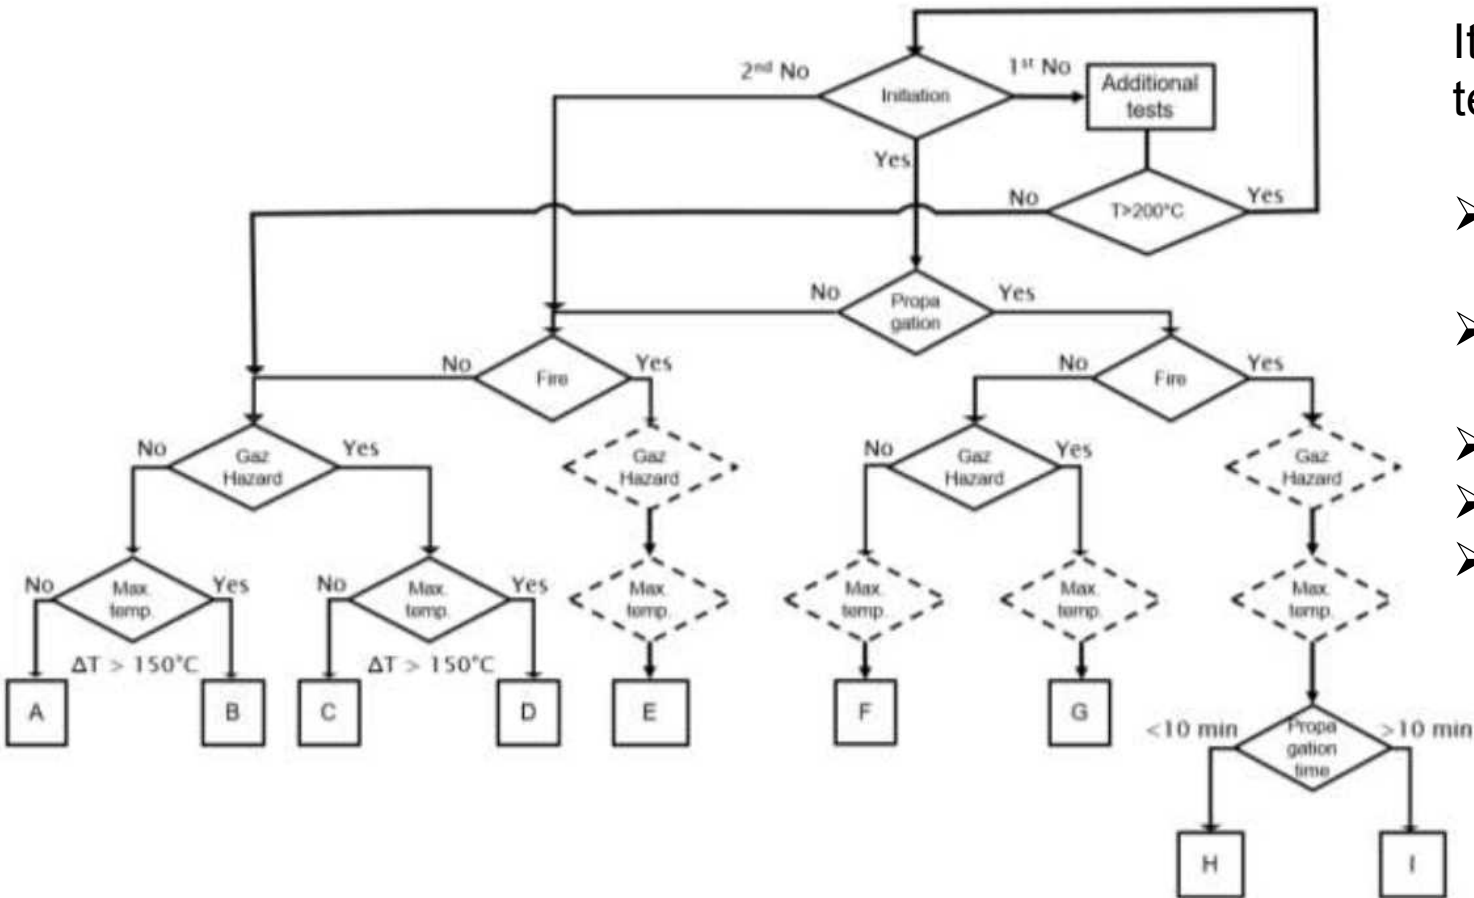 It
te
2nd No
1st No
Initiation
Additional
tests
Yes
No
T>200°C
Yes
No
Propa
gation
Yes
No
Fire
Yes
No
Fire
Yes
No
Gaz
Hazard
Yes
Gaz
Hazard
No
Gaz
Hazard
Yes
Gaz
Hazard
No
Max.
temp.
Yes
No
Max.
temp.
Yes
Max.
temp.
Max.
temp.
Max.
temp.
Max.
temp.
ΔT > 150°C
ΔT > 150°C
A
B
C
D
E
F
G
<10 min
Propa
gation
time
>10 min
H
I